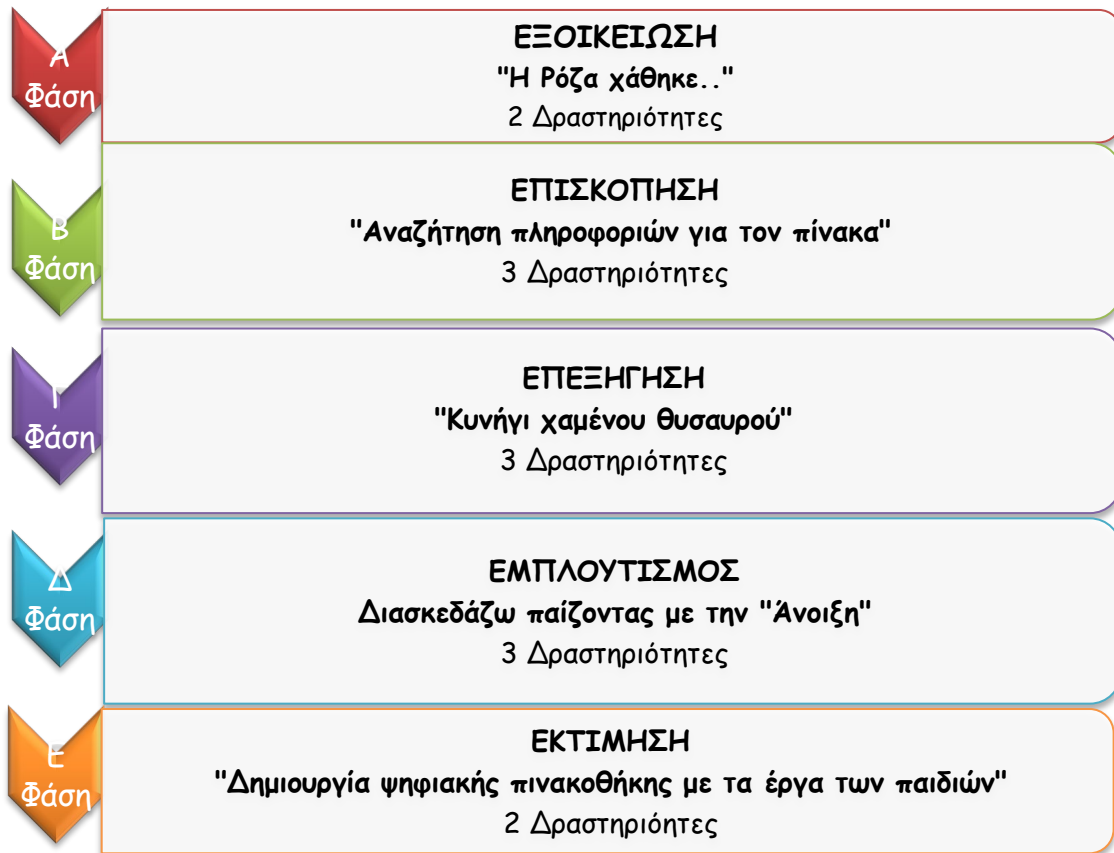 Α
Φάση
ΕΞΟΙΚΕΙΩΣΗ
"Η Ρόζα χάθηκε.."
2 Δραστηριότητες
Β
Φάση
ΕΠΙΣΚΟΠΗΣΗ
"Αναζήτηση πληροφοριών για τον πίνακα"
3 Δραστηριότητες
Γ
Φάση
ΕΠΕΞΗΓΗΣΗ
"Κυνήγι χαμένου θυσαυρού"
3 Δραστηριότητες
Δ
Φάση
ΕΜΠΛΟΥΤΙΣΜΟΣ
Διασκεδάζω παίζοντας με την "Άνοιξη"
3 Δραστηριότητες
Ε
Φάση
ΕΚΤΙΜΗΣΗ
"Δημιουργία ψηφιακής πινακοθήκης με τα έργα των παιδιών"
2 Δραστηριόητες